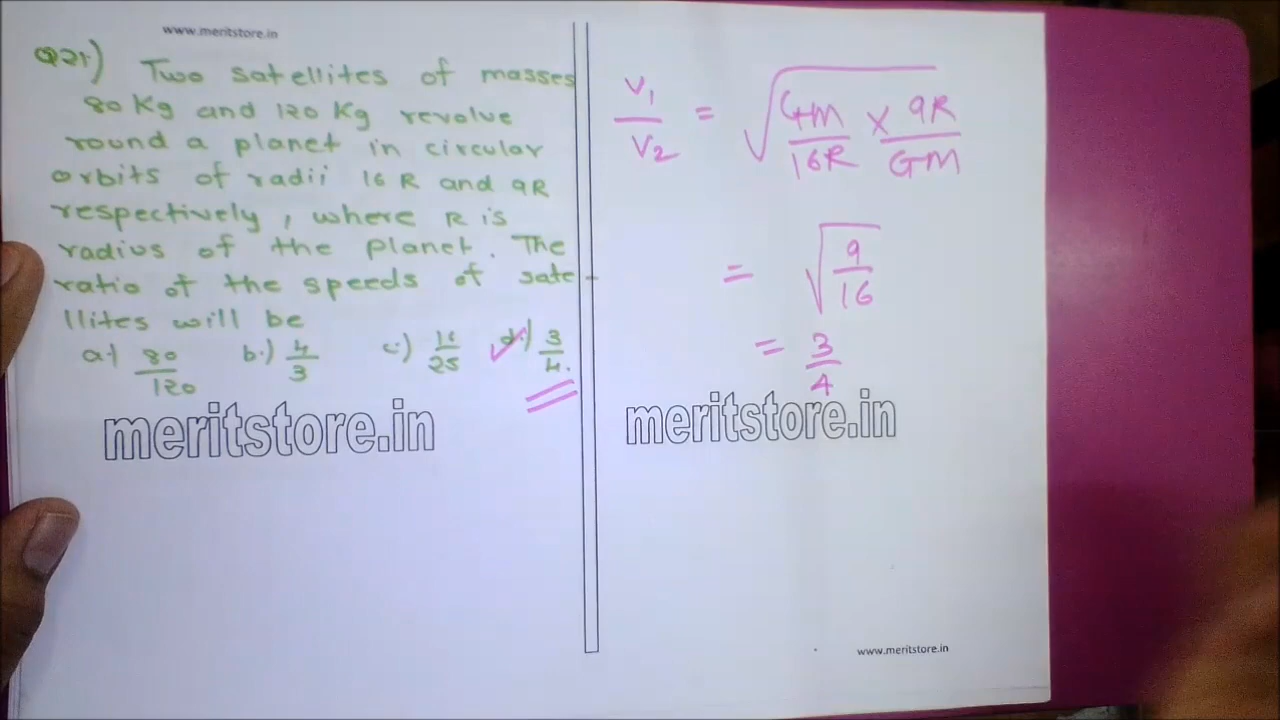 www.meritstore.in
Q21) Two satellites of masses
80 Kg and 120 Kg revolve
round a planet in circular
orbits of radii 16 R and 9R
respectively, where R is
radius of the planet. The
ratio of the speeds of sate-
llites will be
a.) 80/120 b.) 4/3 c.) 16/25 d.) 3/4.
meritstore.in
V1/V2 = √(GM/16R × 9R/GM)
= √(9/16)
= 3/4
meritstore.in
www.meritstore.in